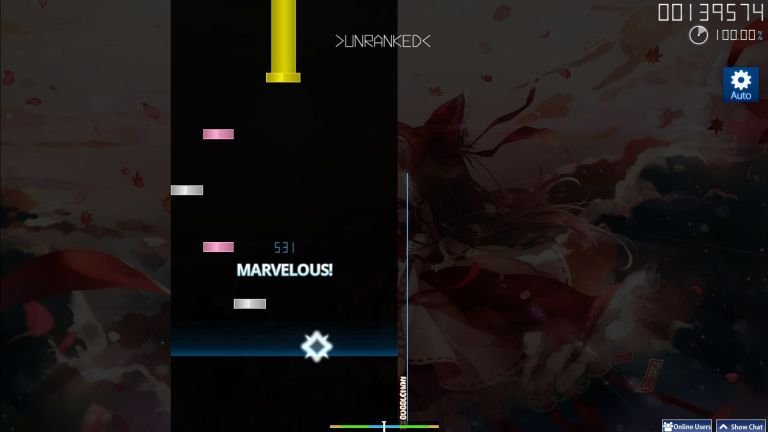 00139574
>UNRANKED<
100.00%
Auto
531
MARVELOUS!
Online Users
Show Chat